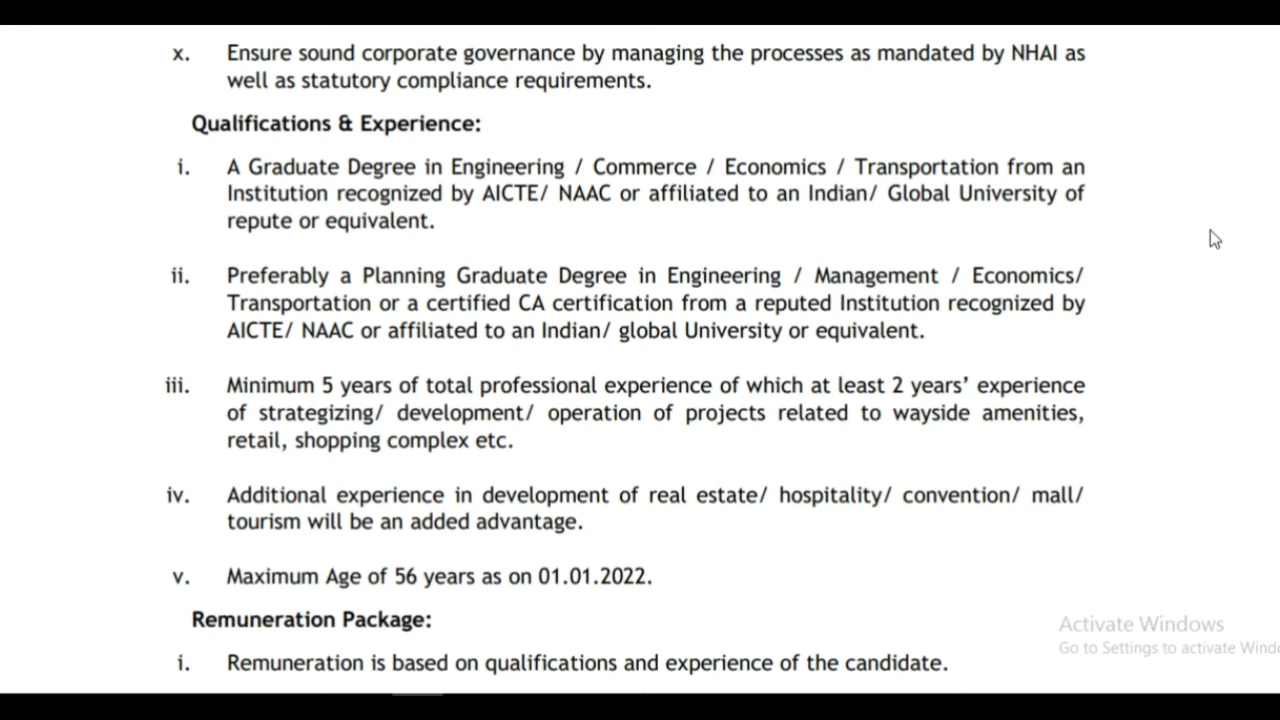 x. Ensure sound corporate governance by managing the processes as mandated by NHAI as
well as statutory compliance requirements.
Qualifications & Experience:
i. A Graduate Degree in Engineering / Commerce / Economics / Transportation from an
Institution recognized by AICTE/ NAAC or affiliated to an Indian/ Global University of
repute or equivalent.
ii. Preferably a Planning Graduate Degree in Engineering / Management / Economics/
Transportation or a certified CA certification from a reputed Institution recognized by
AICTE/ NAAC or affiliated to an Indian/ global University or equivalent.
iii. Minimum 5 years of total professional experience of which at least 2 years’ experience
of strategizing/ development/ operation of projects related to wayside amenities,
retail, shopping complex etc.
iv. Additional experience in development of real estate/ hospitality/ convention/ mall/
tourism will be an added advantage.
v. Maximum Age of 56 years as on 01.01.2022.
Remuneration Package:
Activate Windows
Go to Settings to activate Windo
i. Remuneration is based on qualifications and experience of the candidate.